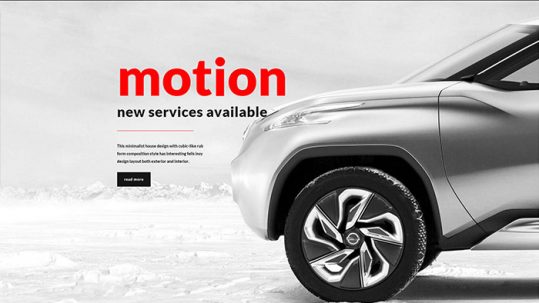 motion
new services available
This minimalist house design with cubic-like rub
form composition style has interesting fells inoy
design layout both exterior and interior.
read more